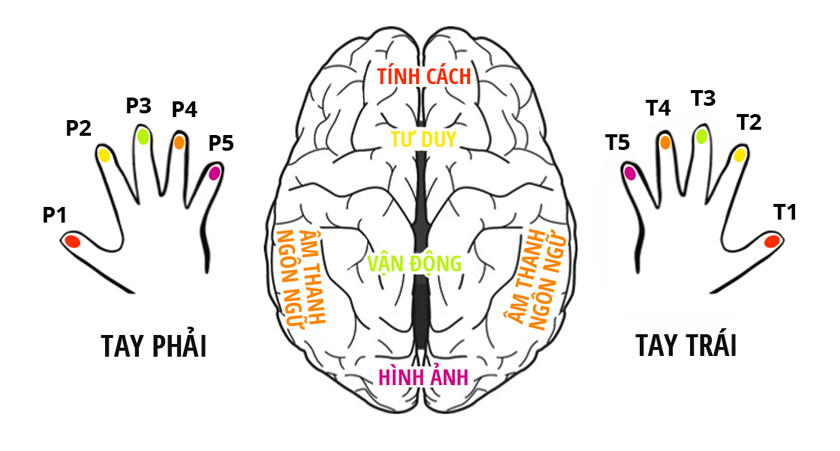 TÍNH CÁCH
TƯ DUY
ÂM THANH
NGÔN NGỮ
VẬN ĐỘNG
ÂM THANH
NGÔN NGỮ
HÌNH ẢNH
P1
P2
P3
P4
P5
TAY PHẢI
T5
T4
T3
T2
T1
TAY TRÁI